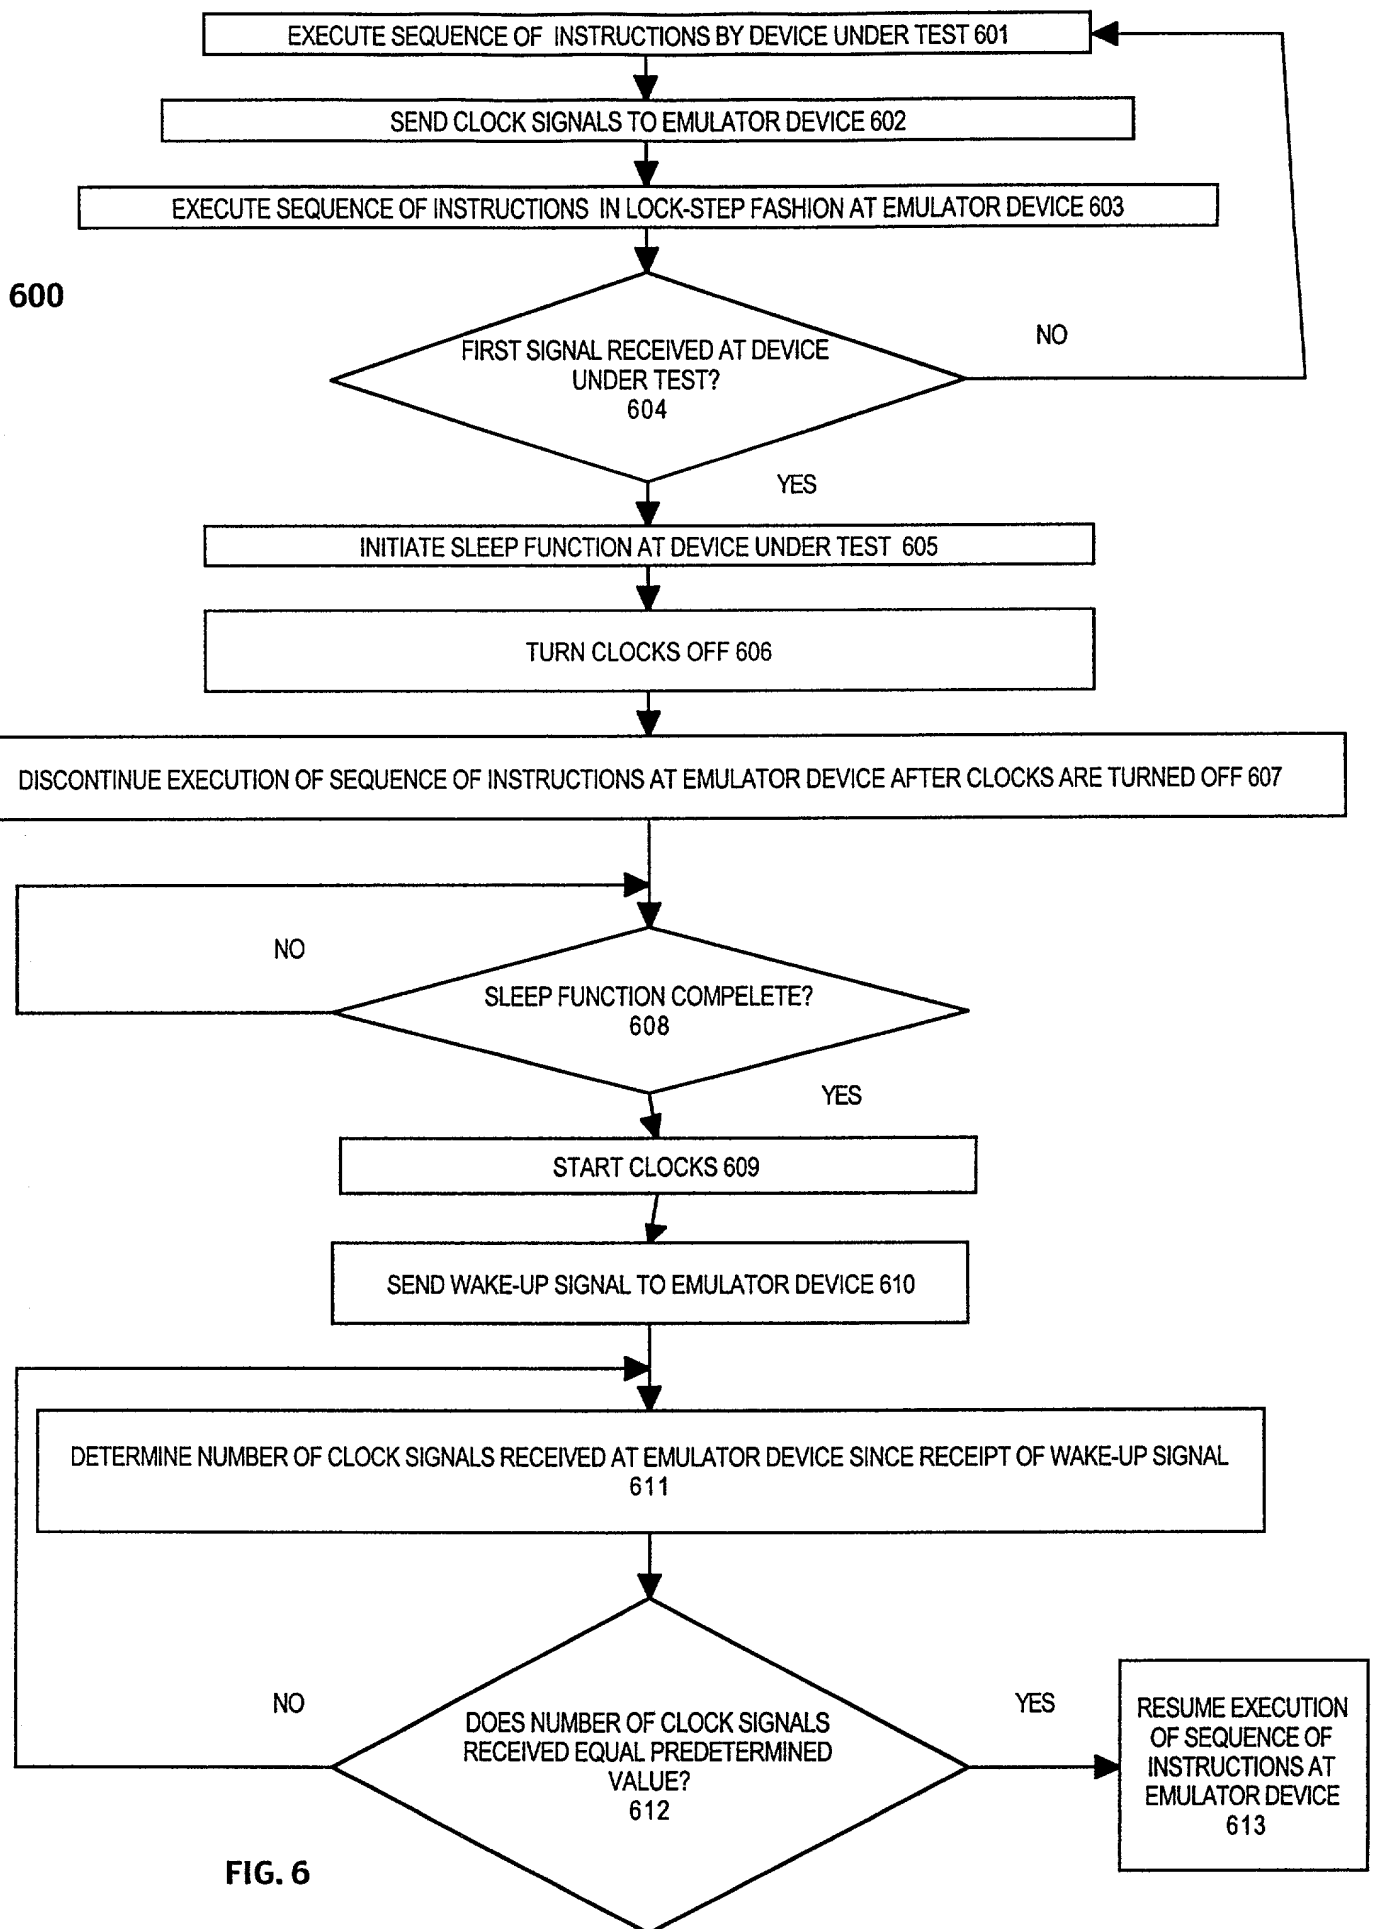 EXECUTE SEQUENCE OF INSTRUCTIONS BY DEVICE UNDER TEST 601
SEND CLOCK SIGNALS TO EMULATOR DEVICE 602
EXECUTE SEQUENCE OF INSTRUCTIONS IN LOCK-STEP FASHION AT EMULATOR DEVICE 603
600
FIRST SIGNAL RECEIVED AT DEVICE
UNDER TEST?
604
NO
YES
INITIATE SLEEP FUNCTION AT DEVICE UNDER TEST 605
TURN CLOCKS OFF 606
DISCONTINUE EXECUTION OF SEQUENCE OF INSTRUCTIONS AT EMULATOR DEVICE AFTER CLOCKS ARE TURNED OFF 607
NO
SLEEP FUNCTION COMPELETE?
608
YES
START CLOCKS 609
SEND WAKE-UP SIGNAL TO EMULATOR DEVICE 610
DETERMINE NUMBER OF CLOCK SIGNALS RECEIVED AT EMULATOR DEVICE SINCE RECEIPT OF WAKE-UP SIGNAL
611
NO
DOES NUMBER OF CLOCK SIGNALS
RECEIVED EQUAL PREDETERMINED
VALUE?
612
YES
RESUME EXECUTION
OF SEQUENCE OF
INSTRUCTIONS AT
EMULATOR DEVICE
613
FIG. 6